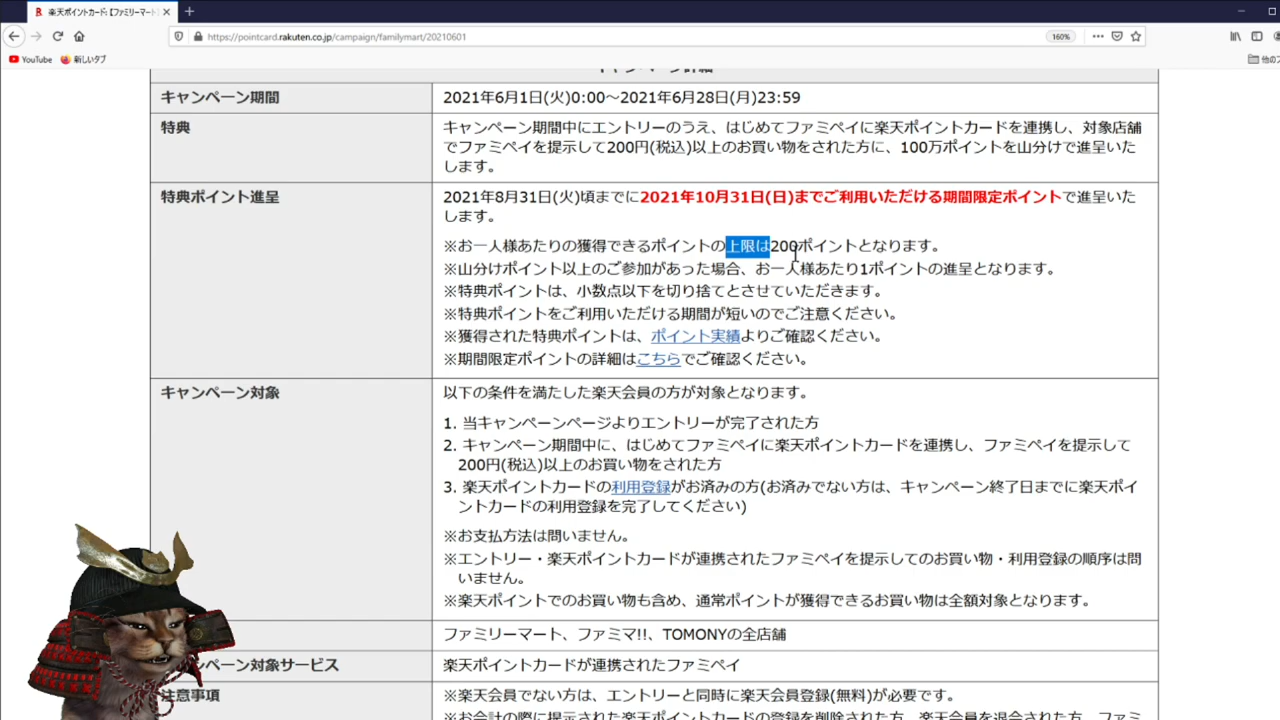 楽天ポイントカード:【ファミリーマート
https://pointcard.rakuten.co.jp/campaign/familymart/20210601
160%
YouTube
新しいタブ
キャンペーン期間
2021年6月1日(火)0:00～2021年6月28日(月)23:59
特典
キャンペーン期間中にエントリーのうえ、はじめてファミペイに楽天ポイントカードを連携し、対象店舗
でファミペイを提示して200円(税込)以上のお買い物をされた方に、100万ポイントを山分けで進呈いた
します。
特典ポイント進呈
2021年8月31日(火)頃までに2021年10月31日(日)までご利用いただける期間限定ポイントで進呈いた
します。
※お一人様あたりの獲得できるポイントの上限は200ポイントとなります。
※山分けポイント以上のご参加があった場合、お一人様あたり1ポイントの進呈となります。
※特典ポイントは、小数点以下を切り捨てとさせていただきます。
※特典ポイントをご利用いただける期間が短いのでご注意ください。
※獲得された特典ポイントは、ポイント実績よりご確認ください。
※期間限定ポイントの詳細はこちらでご確認ください。
キャンペーン対象
以下の条件を満たした楽天会員の方が対象となります。
1. 当キャンペーンページよりエントリーが完了された方
2. キャンペーン期間中に、はじめてファミペイに楽天ポイントカードを連携し、ファミペイを提示して
200円(税込)以上のお買い物をされた方
3. 楽天ポイントカードの利用登録がお済みの方(お済みでない方は、キャンペーン終了日までに楽天ポイ
ントカードの利用登録を完了してください)
※お支払方法は問いません。
※エントリー・楽天ポイントカードが連携されたファミペイを提示してのお買い物・利用登録の順序は問
いません。
※楽天ポイントでのお買い物も含め、通常ポイントが獲得できるお買い物は全額対象となります。
ファミリーマート、ファミマ!!、TOMONYの全店舗
ンペーン対象サービス
楽天ポイントカードが連携されたファミペイ
注意事項
※楽天会員でない方は、エントリーと同時に楽天会員登録(無料)が必要です。